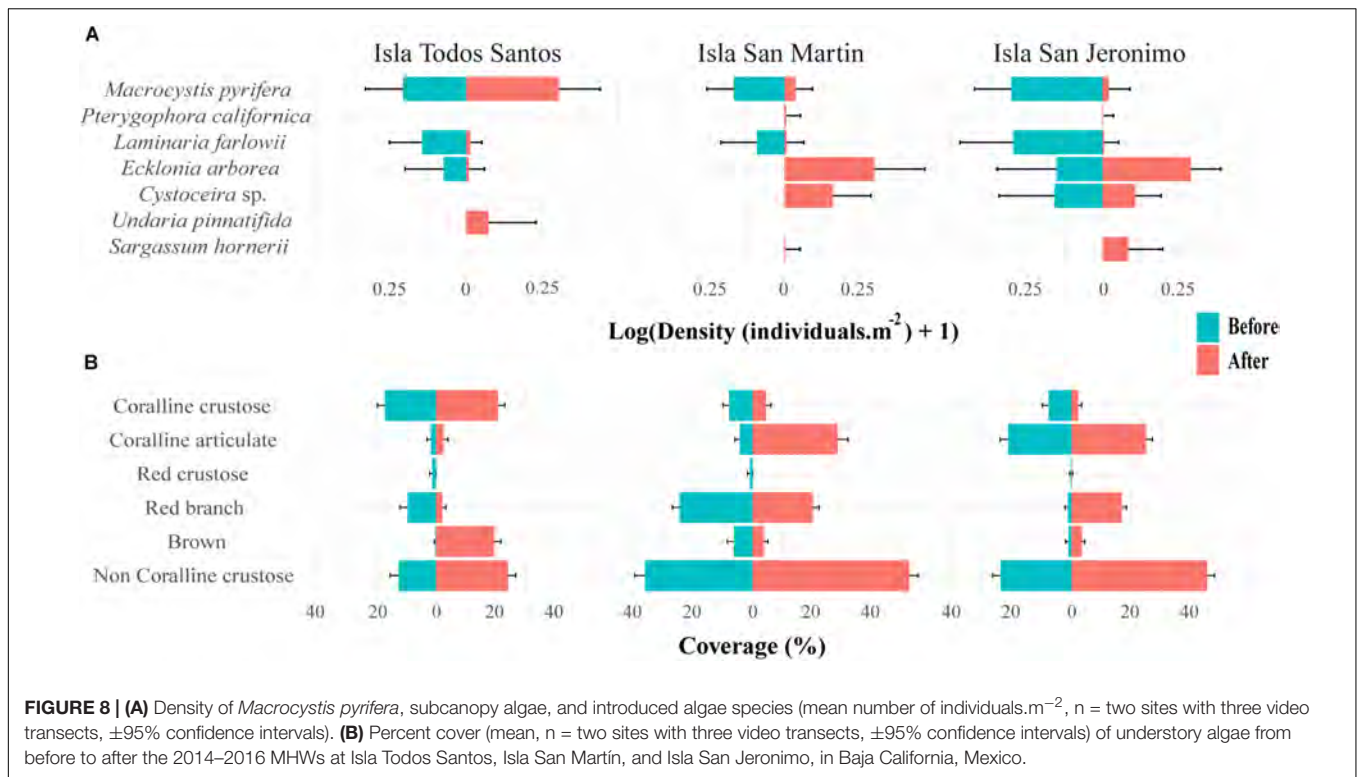 A
Isla Todos Santos Isla San Martin Isla San Jeronimo
Macrocystis pyrifera
Pterygophora californica
Laminaria farlowii
Ecklonia arborea
Cystoceira sp.
Undaria pinnatifida
Sargassum hornerii
0.25 0 0.25 0.25 0 0.25 0.25 0 0.25
Log(Density (individuals.m-2) + 1)
Before
After
B
Coralline crustose
Coralline articulate
Red crustose
Red branch
Brown
Non Coralline crustose
40 20 0 20 40 40 20 0 20 40 40 20 0 20 40
Coverage (%)
FIGURE 8 | (A) Density of Macrocystis pyrifera, subcanopy algae, and introduced algae species (mean number of individuals.m−2, n = two sites with three video
transects, ±95% confidence intervals). (B) Percent cover (mean, n = two sites with three video transects, ±95% confidence intervals) of understory algae from
before to after the 2014–2016 MHWs at Isla Todos Santos, Isla San Martín, and Isla San Jeronimo, in Baja California, Mexico.